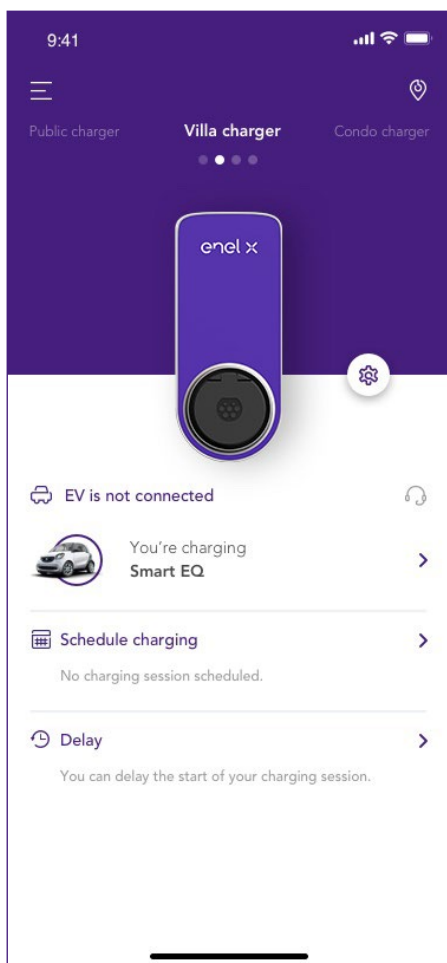 9:41
Public charger
Villa charger
Condo charger
enel x
EV is not connected
You're charging
Smart EQ
Schedule charging
No charging session scheduled.
Delay
You can delay the start of your charging session.